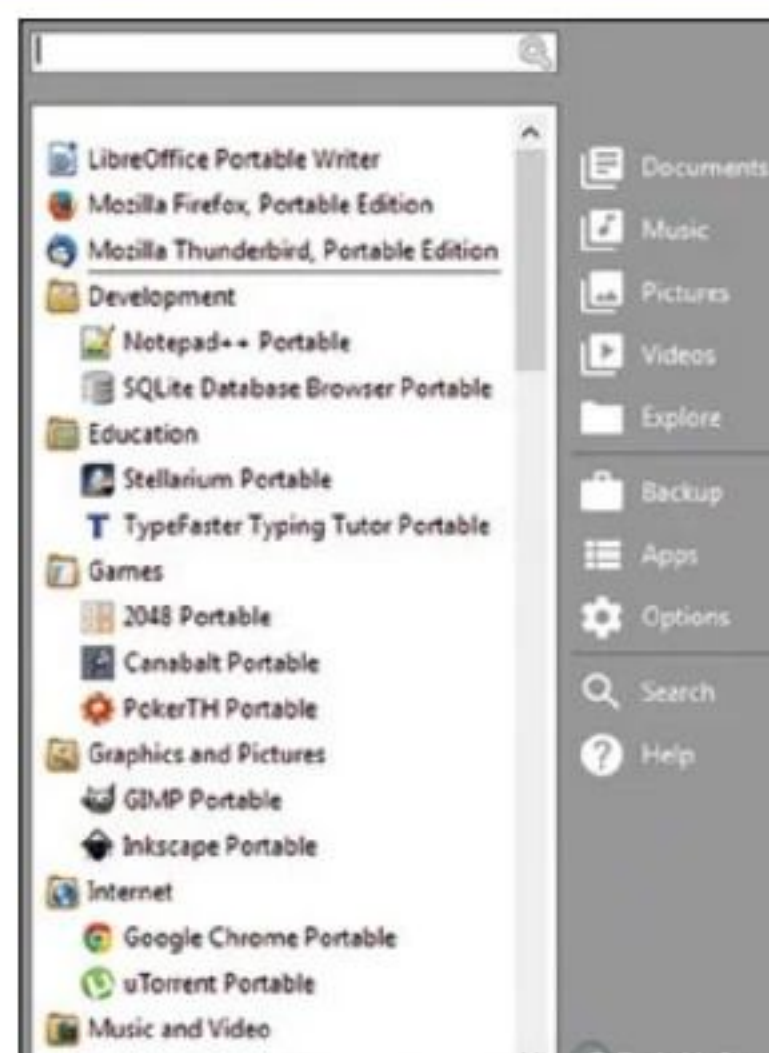 LibreOffice Portable Writer
Mozilla Firefox, Portable Edition
Mozilla Thunderbird, Portable Edition
Development
Notepad++ Portable
SQLite Database Browser Portable
Education
Stellarium Portable
TypeFaster Typing Tutor Portable
Games
2048 Portable
Canabalt Portable
PokerTH Portable
Graphics and Pictures
GIMP Portable
Inkscape Portable
Internet
Google Chrome Portable
uTorrent Portable
Music and Video
Documents
Music
Pictures
Videos
Explore
Backup
Apps
Options
Search
Help